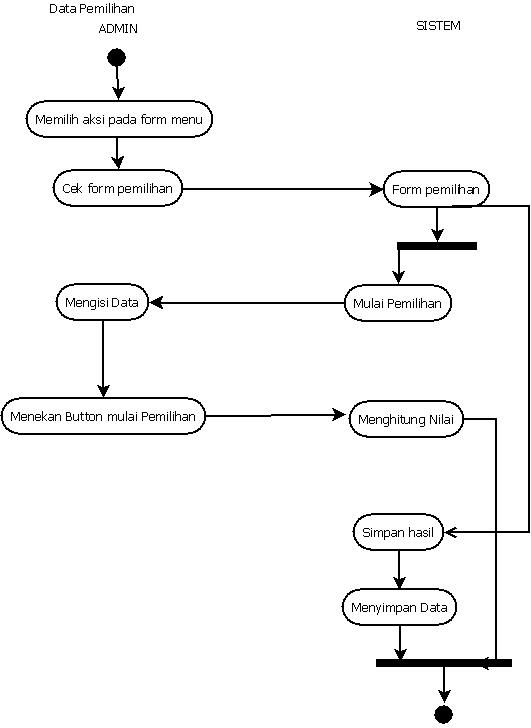 Data Pemilihan
ADMIN
SISTEM
Memilih aksi pada form menu
Cek form pemilihan
Form pemilihan
Mengisi Data
Mulai Pemilihan
Menekan Button mulai Pemilihan
Menghitung Nilai
Simpan hasil
Menyimpan Data